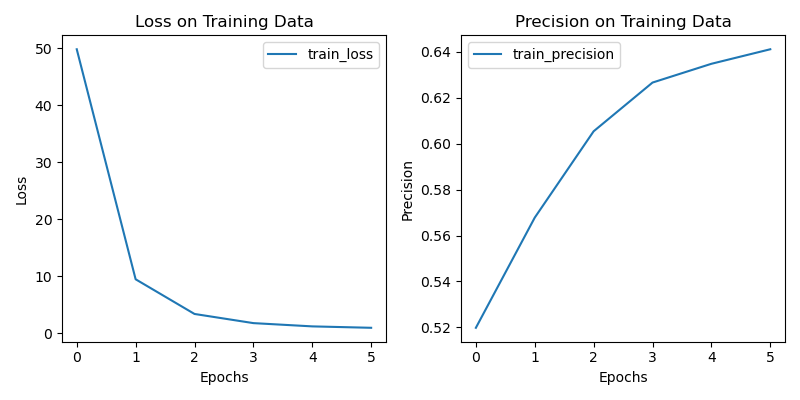 Loss on Training Data
train_loss
50
40
30
20
10
0
Loss
0 1 2 3 4 5
Epochs
Precision on Training Data
train_precision
0.64
0.62
0.60
0.58
0.56
0.54
0.52
Precision
0 1 2 3 4 5
Epochs